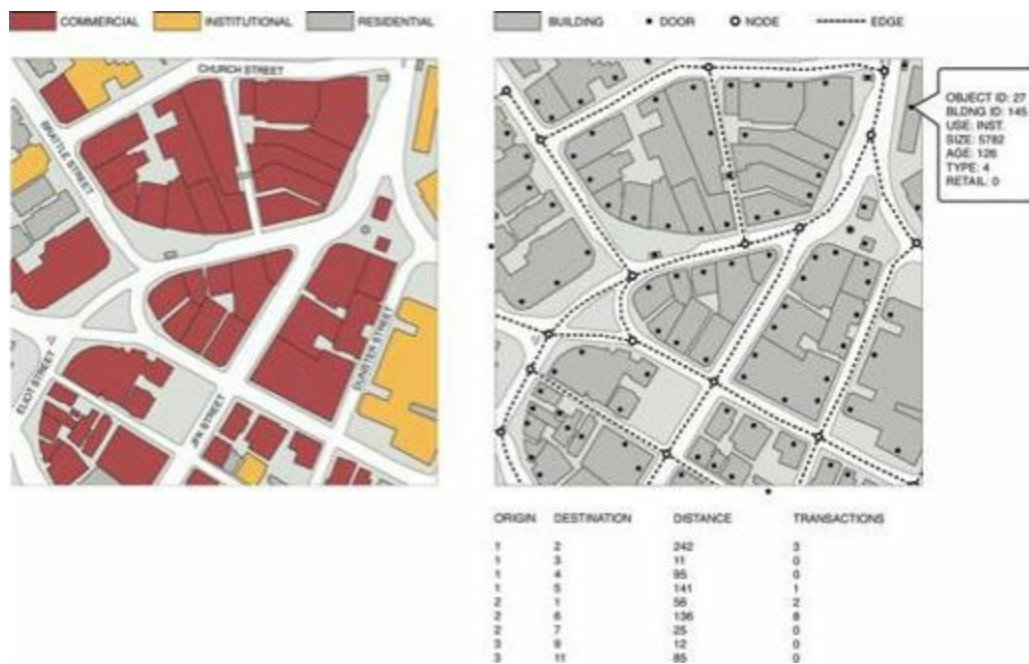 COMMERCIAL INSTITUTIONAL RESIDENTIAL
BUILDING DOOR NODE EDGE
CHURCH STREET
BRATTLE STREET
ELIOT STREET
JFK STREET
DUNSTER STREET
OBJECT ID: 27
BLDNG ID: 145
USE: INST.
SIZE: 5782
AGE: 126
TYPE: 4
RETAIL: 0
ORIGIN DESTINATION DISTANCE TRANSACTIONS
1 2 242 3
1 3 11 0
1 4 95 0
1 5 141 1
2 1 56 2
2 6 136 8
2 7 25 0
3 9 12 0
3 11 85 0